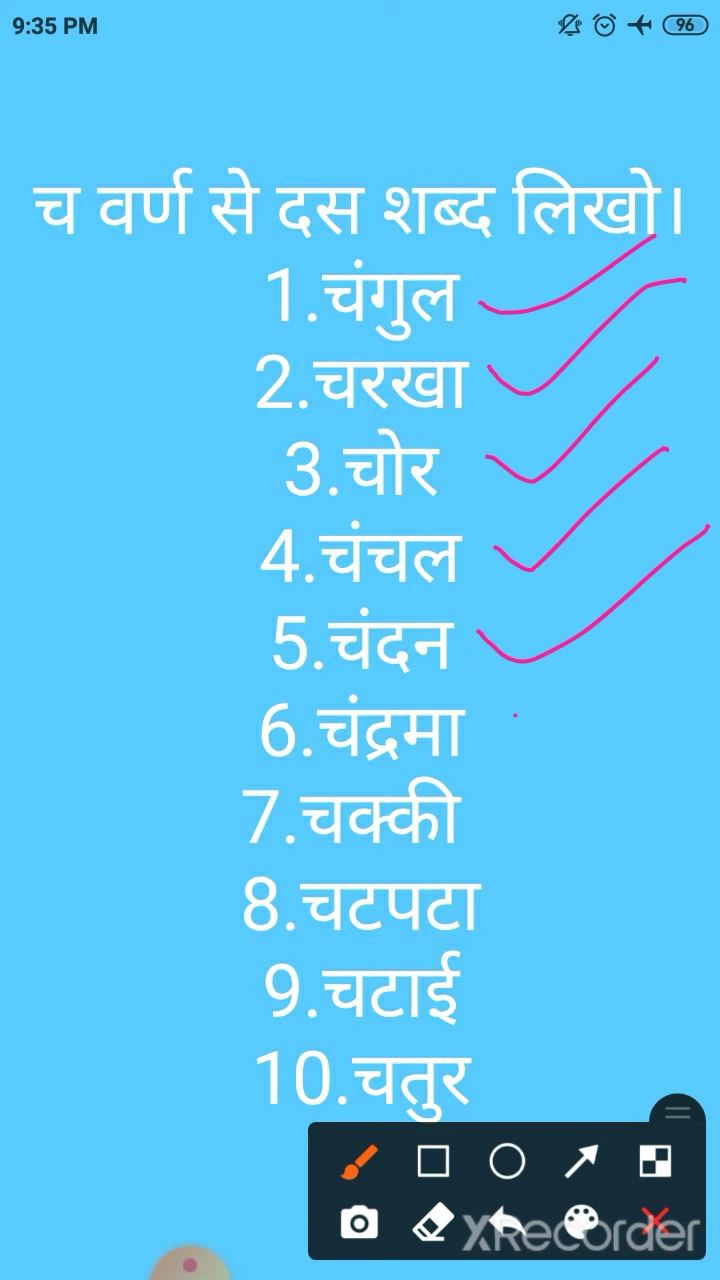 9:35 PM
96
च वर्ण से दस शब्द लिखो।
1.चंगुल
2.चरखा
3.चोर
4.चंचल
5.चंदन
6.चंद्रमा
7.चक्की
8.चटपटा
9.चटाई
10.चतुर
XRecorder